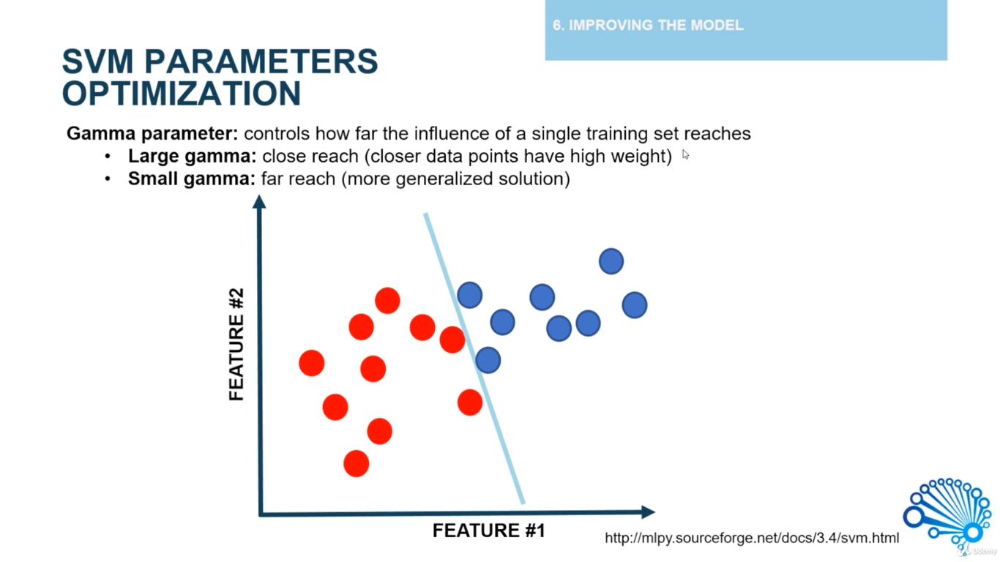 6. IMPROVING THE MODEL
SVM PARAMETERS
OPTIMIZATION
Gamma parameter: controls how far the influence of a single training set reaches
• Large gamma: close reach (closer data points have high weight)
• Small gamma: far reach (more generalized solution)
FEATURE #2
FEATURE #1
http://mlpy.sourceforge.net/docs/3.4/svm.html
Udemy